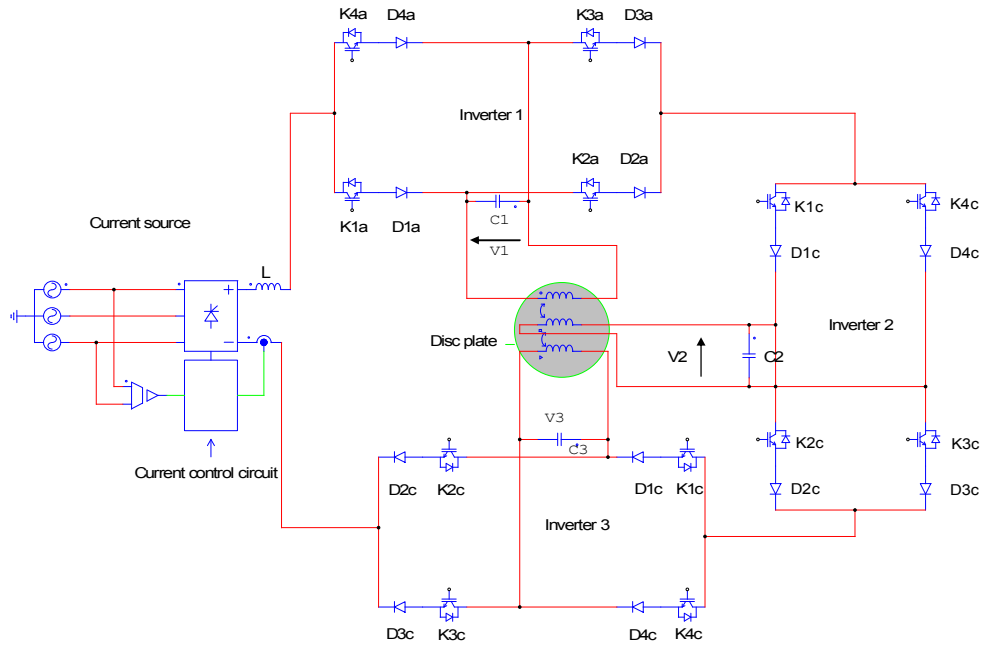 K4a D4a K3a D3a
Inverter 1
K2a D2a
K1a D1a
C1
V1
Current source
L
+
−
K1c K4c
D1c D4c
Inverter 2
Disc plate
V2 C2
V3
C3
Current control circuit
D2c K2c D1c K1c
K2c K3c
D2c D3c
Inverter 3
D3c K3c D4c K4c